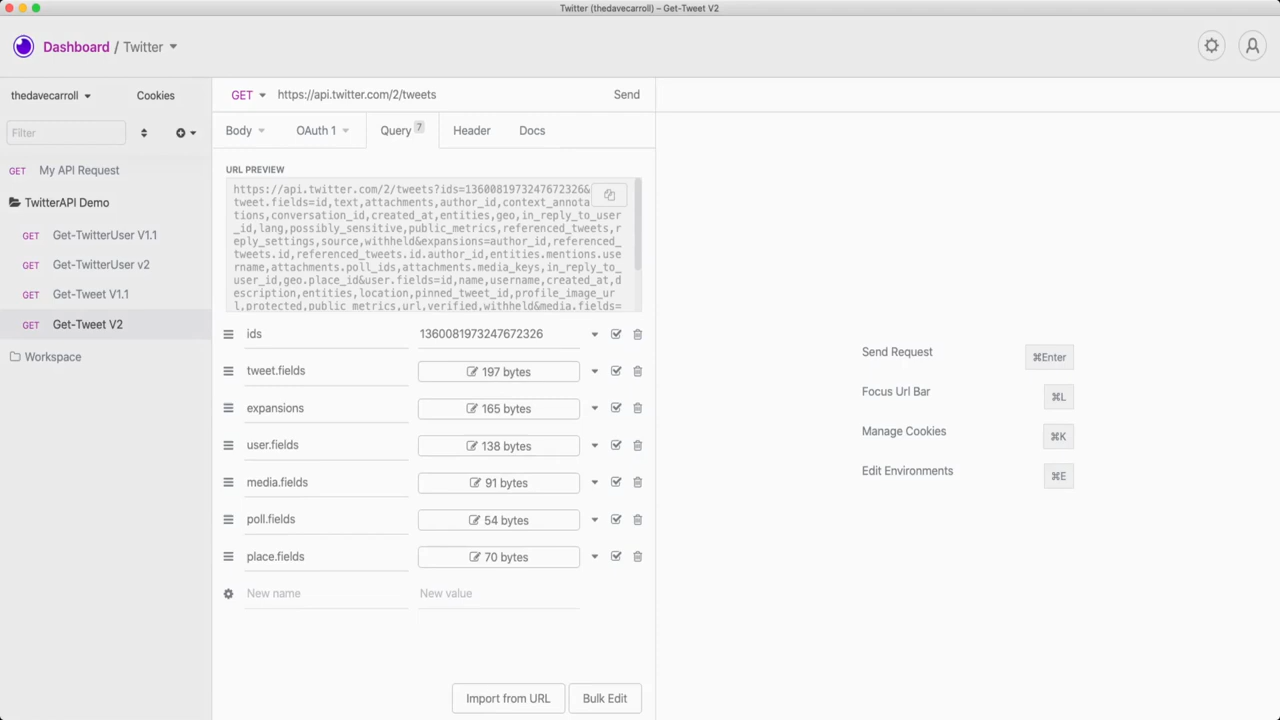 Twitter (thedavecarroll) – Get-Tweet V2
Dashboard / Twitter
thedavecarroll
Cookies
GET
https://api.twitter.com/2/tweets
Send
Filter
Body
OAuth 1
Query 7
Header
Docs
GET My API Request
TwitterAPI Demo
GET Get-TwitterUser V1.1
GET Get-TwitterUser v2
GET Get-Tweet V1.1
GET Get-Tweet V2
Workspace
URL PREVIEW
https://api.twitter.com/2/tweets?ids=1360081973247672326&
tweet.fields=id,text,attachments,author_id,context_annota
tions,conversation_id,created_at,entities,geo,in_reply_to_user
_id,lang,possibly_sensitive,public_metrics,referenced_tweets,r
eply_settings,source,withheld&expansions=author_id,referenced_
tweets.id,referenced_tweets.id.author_id,entities.mentions.use
rname,attachments.poll_ids,attachments.media_keys,in_reply_to_
user_id,geo.place_id&user.fields=id,name,username,created_at,d
escription,entities,location,pinned_tweet_id,profile_image_ur
l,protected,public_metrics,url,verified,withheld&media.fields=
ids 1360081973247672326
tweet.fields 197 bytes
expansions 165 bytes
user.fields 138 bytes
media.fields 91 bytes
poll.fields 54 bytes
place.fields 70 bytes
New name New value
Import from URL
Bulk Edit
Send Request ⌘Enter
Focus Url Bar ⌘L
Manage Cookies ⌘K
Edit Environments ⌘E